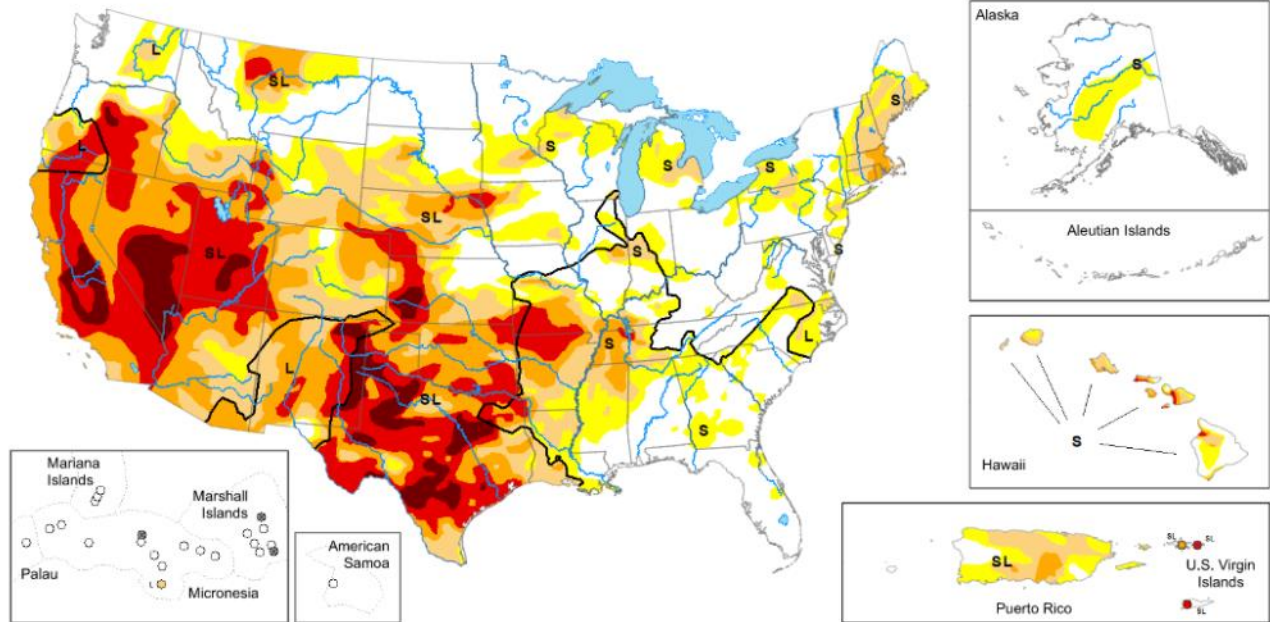 L
SL
L
SL
SL
L
SL
S
S
S
S
S
S
S
L
S
Alaska
S
Aleutian Islands
S
Hawaii
Mariana
Islands
Marshall
Islands
Palau
L
Micronesia
American
Samoa
SL
Puerto Rico
SL
SL
U.S. Virgin
Islands
SL